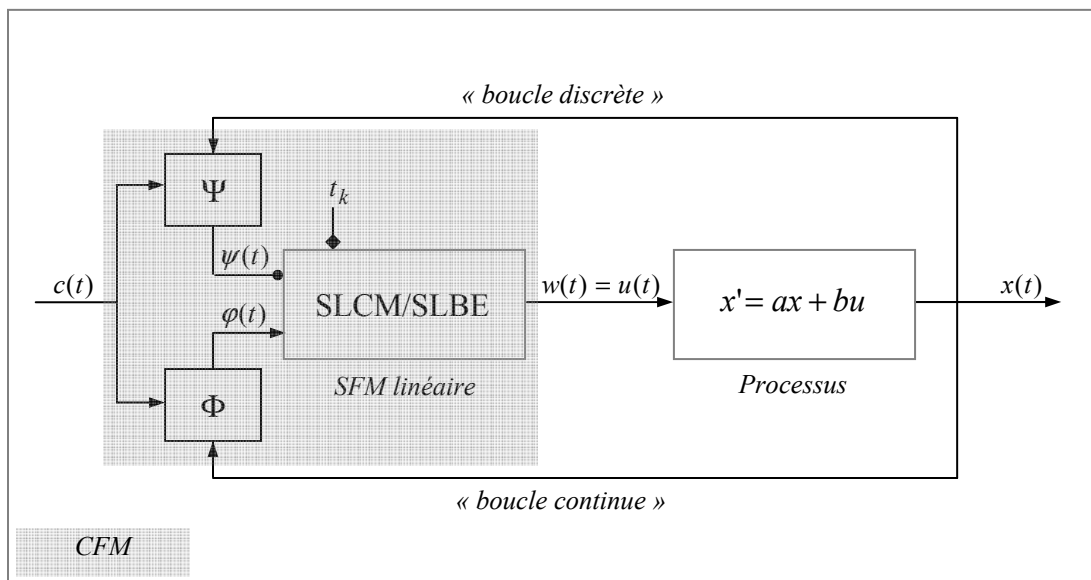 « boucle discrète »
Ψ
t_k
ψ(t)
c(t)
SLCM/SLBE
w(t) = u(t)
x' = ax + bu
x(t)
φ(t)
SFM linéaire
Processus
Φ
« boucle continue »
CFM